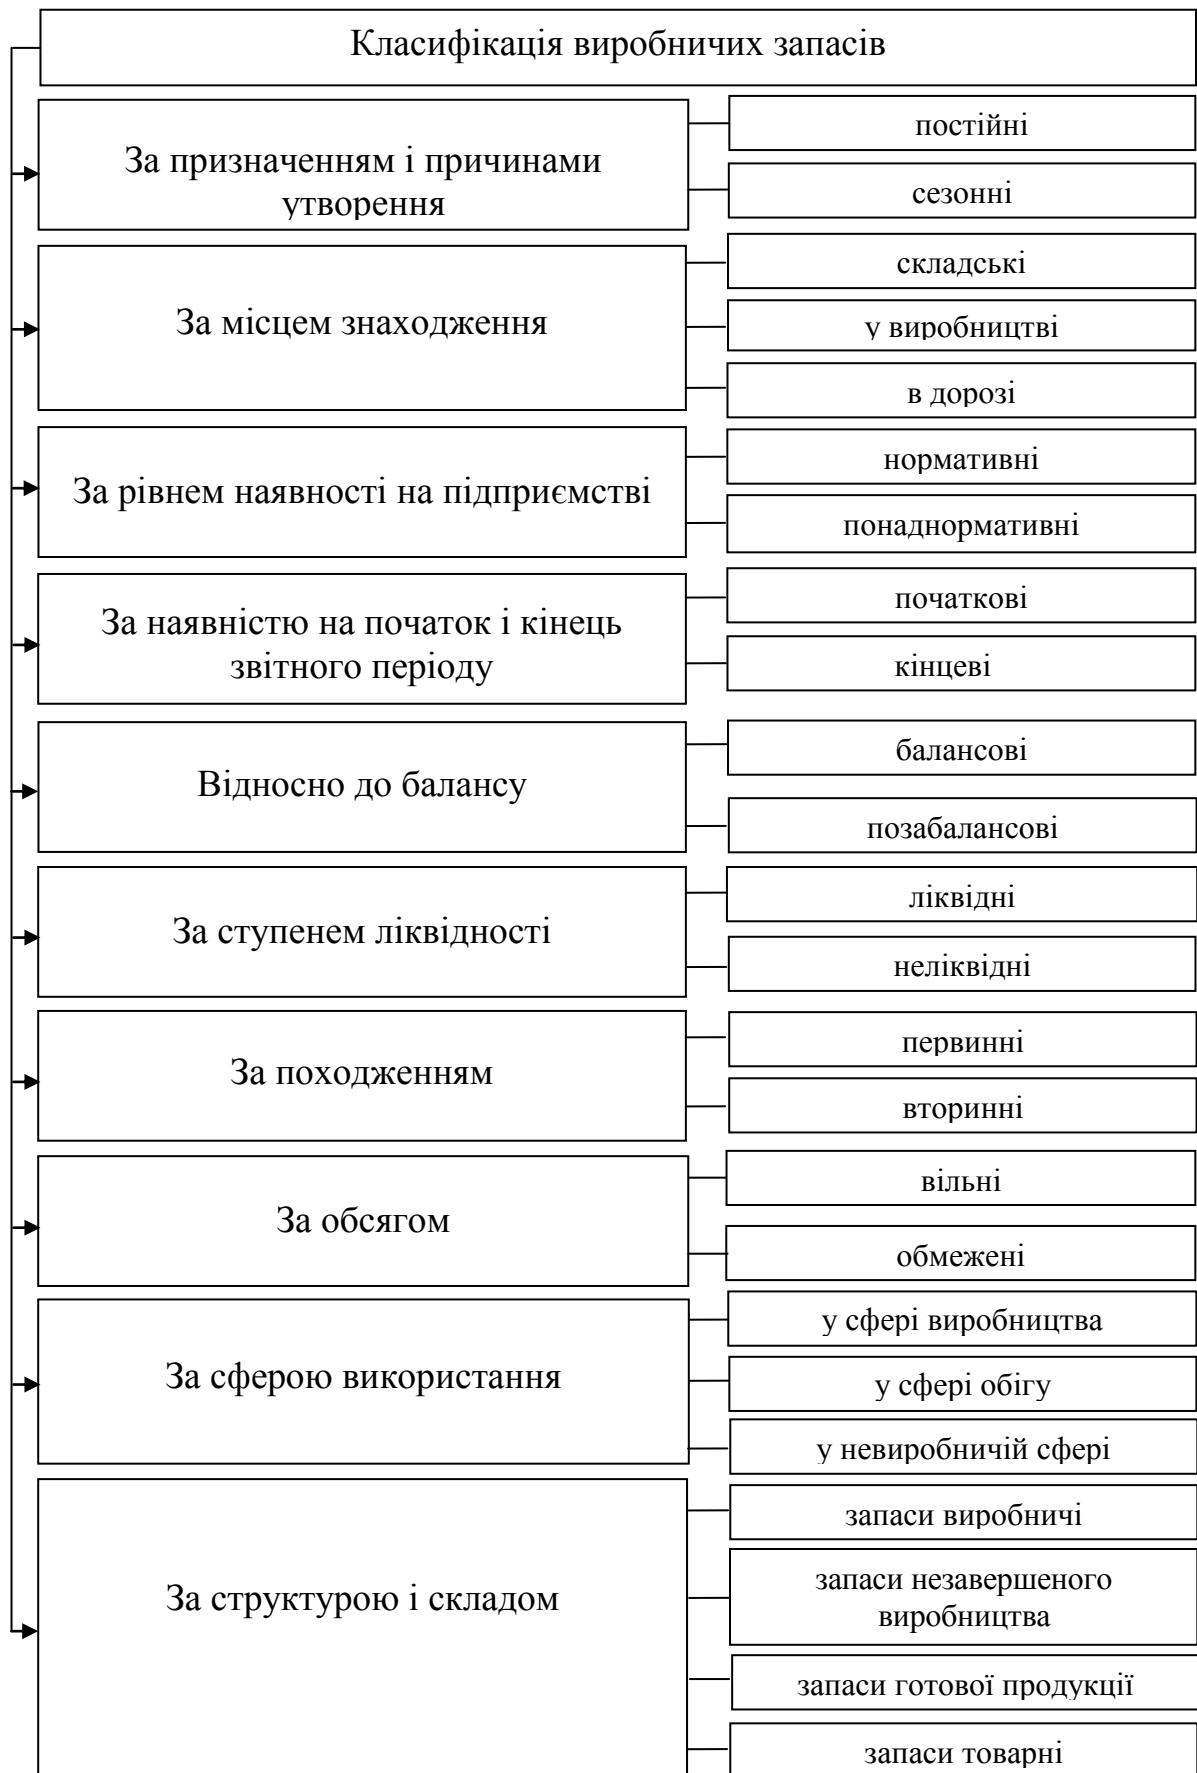 Класифікація виробничих запасів
За призначенням і причинами
утворення
постійні
сезонні
За місцем знаходження
складські
у виробництві
в дорозі
За рівнем наявності на підприємстві
нормативні
понаднормативні
За наявністю на початок і кінець
звітного періоду
початкові
кінцеві
Відносно до балансу
балансові
позабалансові
За ступенем ліквідності
ліквідні
неліквідні
За походженням
первинні
вторинні
За обсягом
вільні
обмежені
За сферою використання
у сфері виробництва
у сфері обігу
у невиробничій сфері
За структурою і складом
запаси виробничі
запаси незавершеного
виробництва
запаси готової продукції
запаси товарні